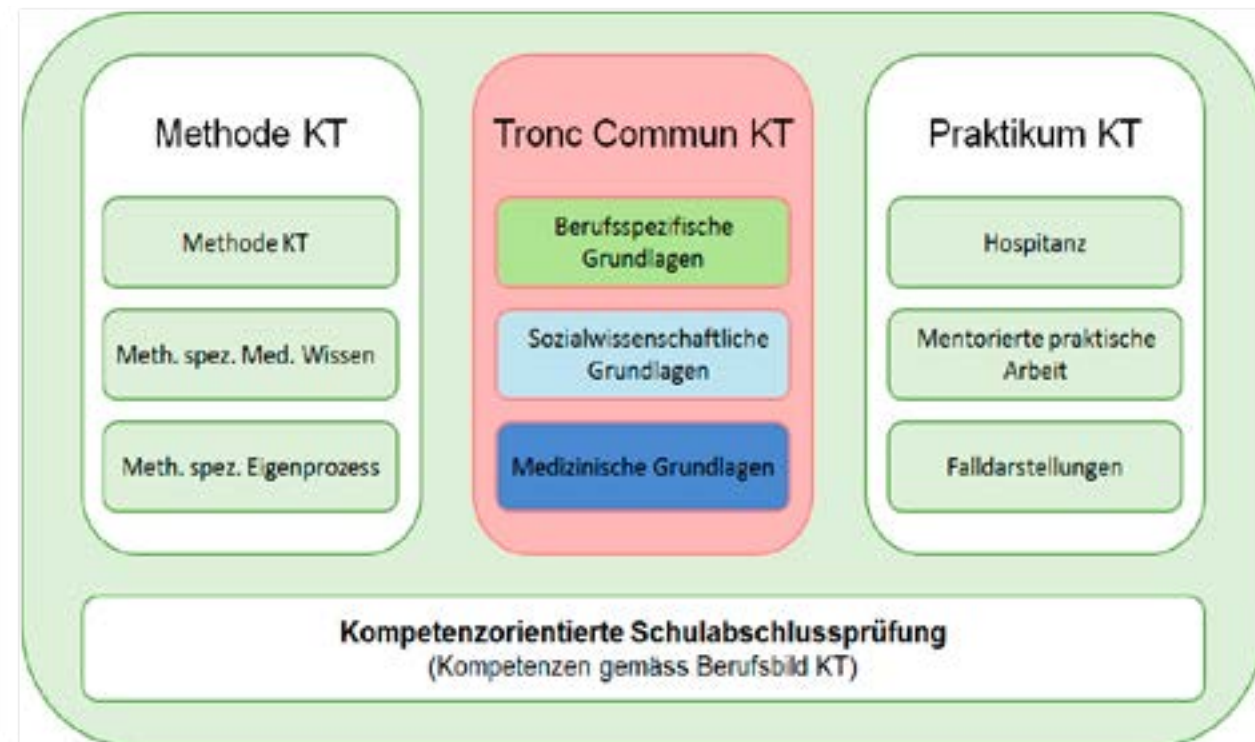 Methode KT
Methode KT
Meth. spez. Med. Wissen
Meth. spez. Eigenprozess
Tronc Commun KT
Berufsspezifische
Grundlagen
Sozialwissenschaftliche
Grundlagen
Medizinische Grundlagen
Praktikum KT
Hospitanz
Mentorierte praktische
Arbeit
Falldarstellungen
Kompetenzorientierte Schulabschlussprüfung
(Kompetenzen gemäss Berufsbild KT)